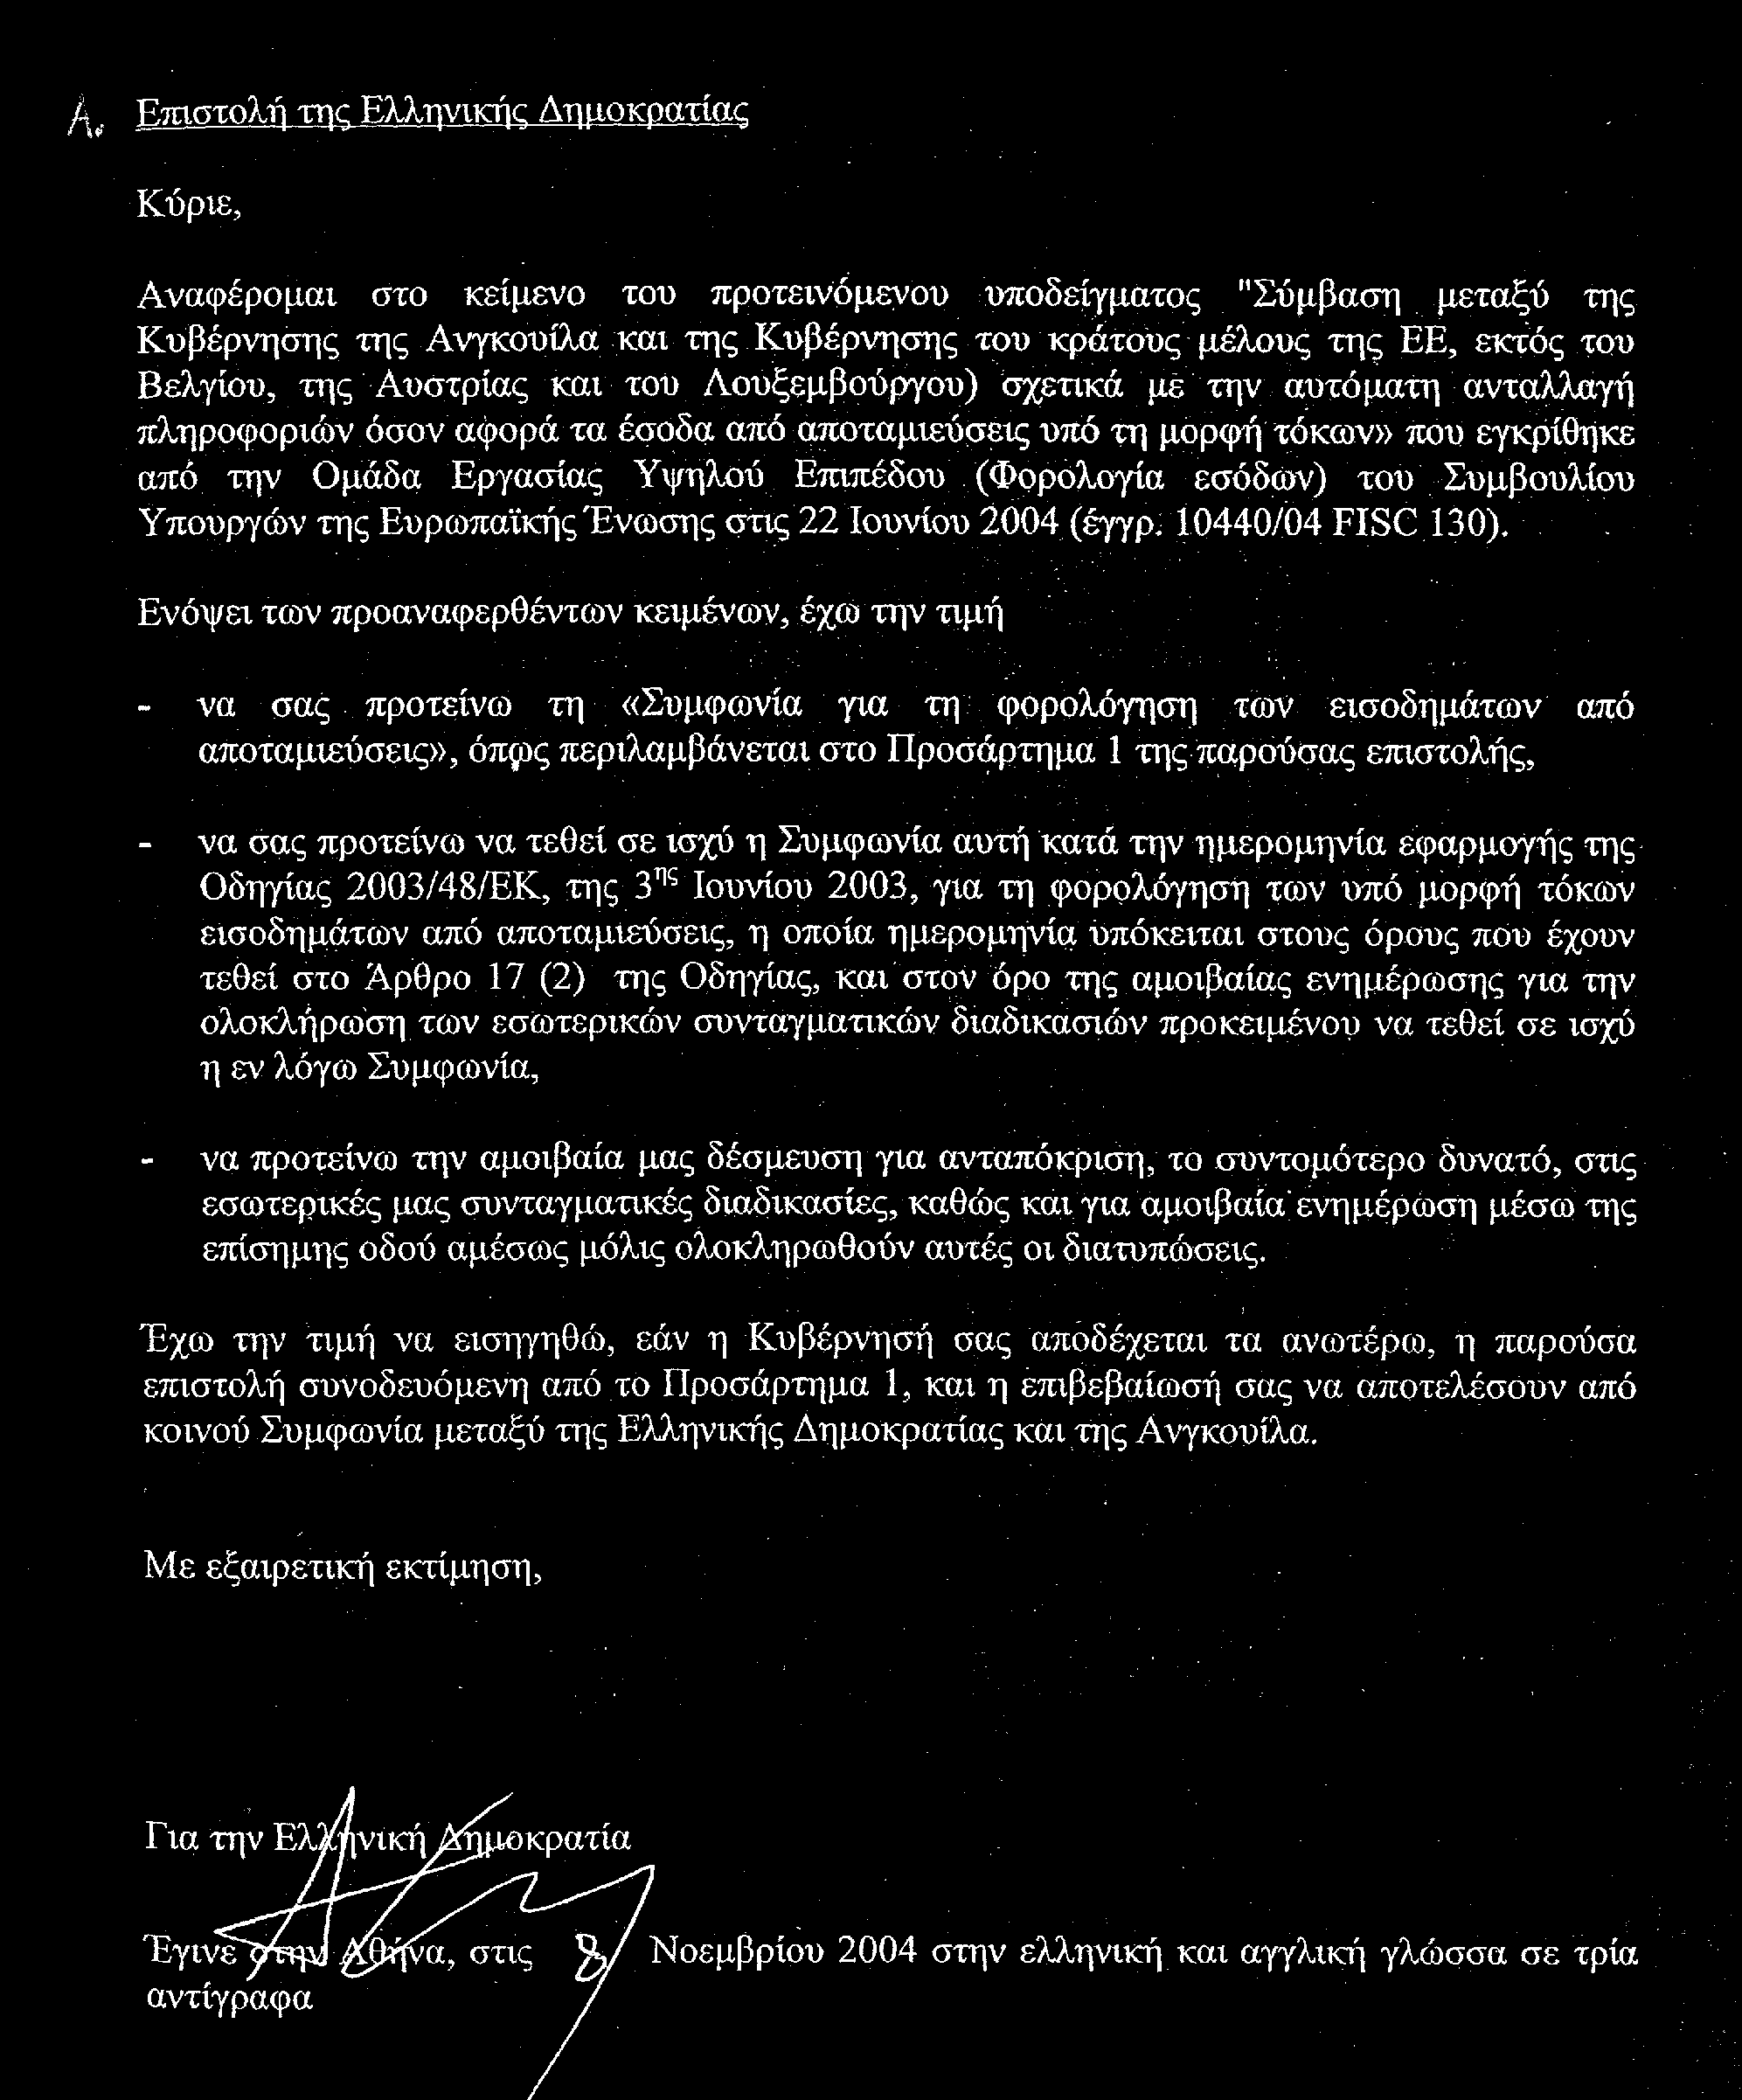 Α. Επιστολή της Ελληνικής Δημοκρατίας
Κύριε,
Αναφέρομαι στο κείμενο του προτεινόμενου υποδείγματος "Σύμβαση μεταξύ της
Κυβέρνησης της Ανγκουίλα και της Κυβέρνησης του κράτους μέλους της ΕΕ, εκτός του
Βελγίου, της Αυστρίας και του Λουξεμβούργου) σχετικά με την αυτόματη ανταλλαγή
πληροφοριών όσον αφορά τα έσοδα από αποταμιεύσεις υπό τη μορφή τόκων» που εγκρίθηκε
από την Ομάδα Εργασίας Υψηλού Επιπέδου (Φορολογία εσόδων) του Συμβουλίου
Υπουργών της Ευρωπαϊκής Ένωσης στις 22 Ιουνίου 2004 (έγγρ. 10440/04 FISC 130).
Ενόψει των προαναφερθέντων κειμένων, έχω την τιμή
- να σας προτείνω τη «Συμφωνία για τη φορολόγηση των εισοδημάτων από
αποταμιεύσεις», όπως περιλαμβάνεται στο Προσάρτημα 1 της παρούσας επιστολής,
- να σας προτείνω να τεθεί σε ισχύ η Συμφωνία αυτή κατά την ημερομηνία εφαρμογής της
Οδηγίας 2003/48/ΕΚ, της 3ης Ιουνίου 2003, για τη φορολόγηση των υπό μορφή τόκων
εισοδημάτων από αποταμιεύσεις, η οποία ημερομηνία υπόκειται στους όρους που έχουν
τεθεί στο Άρθρο 17 (2) της Οδηγίας, και στον όρο της αμοιβαίας ενημέρωσης για την
ολοκλήρωση των εσωτερικών συνταγματικών διαδικασιών προκειμένου να τεθεί σε ισχύ
η εν λόγω Συμφωνία,
- να προτείνω την αμοιβαία μας δέσμευση για ανταπόκριση, το συντομότερο δυνατό, στις
εσωτερικές μας συνταγματικές διαδικασίες, καθώς και για αμοιβαία ενημέρωση μέσω της
επίσημης οδού αμέσως μόλις ολοκληρωθούν αυτές οι διατυπώσεις.
Έχω την τιμή να εισηγηθώ, εάν η Κυβέρνησή σας αποδέχεται τα ανωτέρω, η παρούσα
επιστολή συνοδευόμενη από το Προσάρτημα 1, και η επιβεβαίωσή σας να αποτελέσουν από
κοινού Συμφωνία μεταξύ της Ελληνικής Δημοκρατίας και της Ανγκουίλα.
Με εξαιρετική εκτίμηση,
Για την Ελληνική Δημοκρατία
Έγινε στην Αθήνα, στις 8 Νοεμβρίου 2004 στην ελληνική και αγγλική γλώσσα σε τρία
αντίγραφα